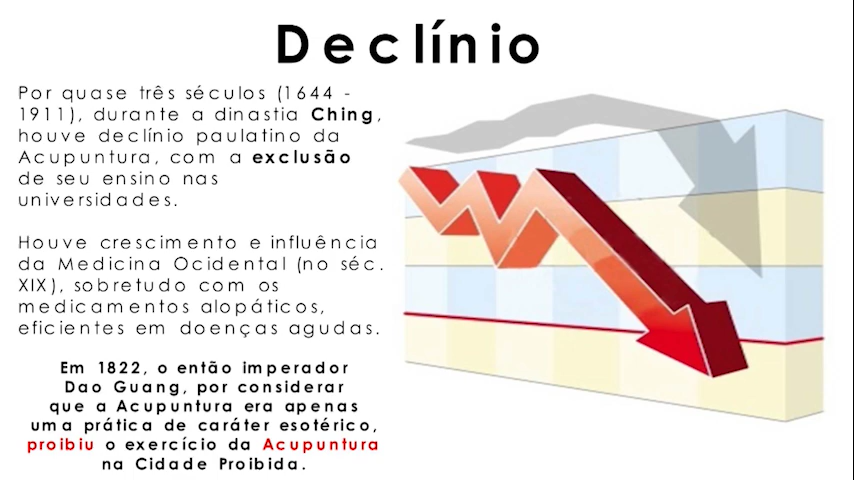 Declínio
Por quase três séculos (1644 -
1911), durante a dinastia Ching,
houve declínio paulatino da
Acupuntura, com a exclusão
de seu ensino nas
universidades.
Houve crescimento e influência
da Medicina Ocidental (no séc.
XIX), sobretudo com os
medicamentos alopáticos,
eficientes em doenças agudas.
Em 1822, o então imperador
Dao Guang, por considerar
que a Acupuntura era apenas
uma prática de caráter esotérico,
proibiu o exercício da Acupuntura
na Cidade Proibida.